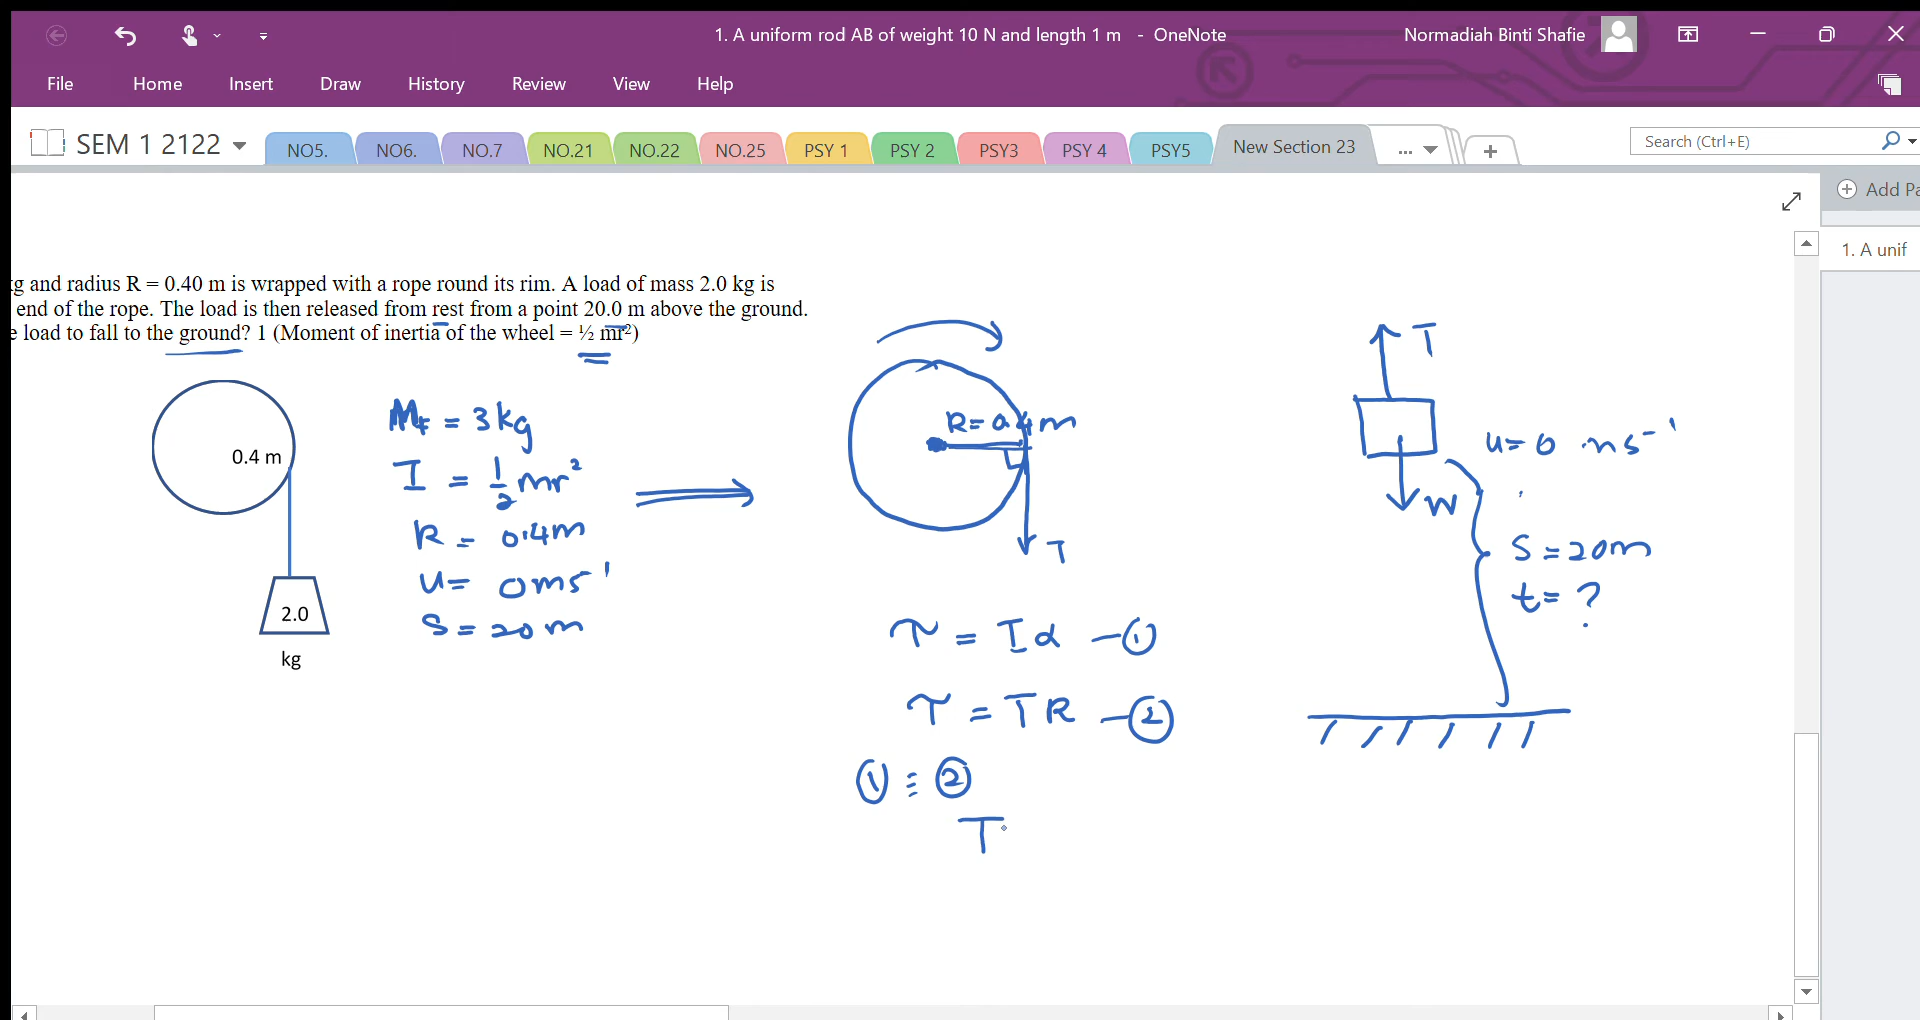 1. A uniform rod AB of weight 10 N and length 1 m - OneNote
Normadiah Binti Shafie
File Home Insert Draw History Review View Help
SEM 1 2122
NO5. NO6. NO.7 NO.21 NO.22 NO.25 PSY 1 PSY 2 PSY3 PSY 4 PSY5 New Section 23 ... +
Search (Ctrl+E)
Add Pa
1. A unif
g and radius R = 0.40 m is wrapped with a rope round its rim. A load of mass 2.0 kg is
end of the rope. The load is then released from rest from a point 20.0 m above the ground.
e load to fall to the ground? 1 (Moment of inertia of the wheel = ½ mr²)
0.4 m
2.0
kg
= 3kg
I = 1/2 mr²
R = 0.4m
u = 0ms⁻¹
S = 20m
R = 0.4m
T
τ = Iα —①
τ = TR —②
① ≡ ②
T
T
W
u = 0 ms⁻¹
S = 20m
t = ?